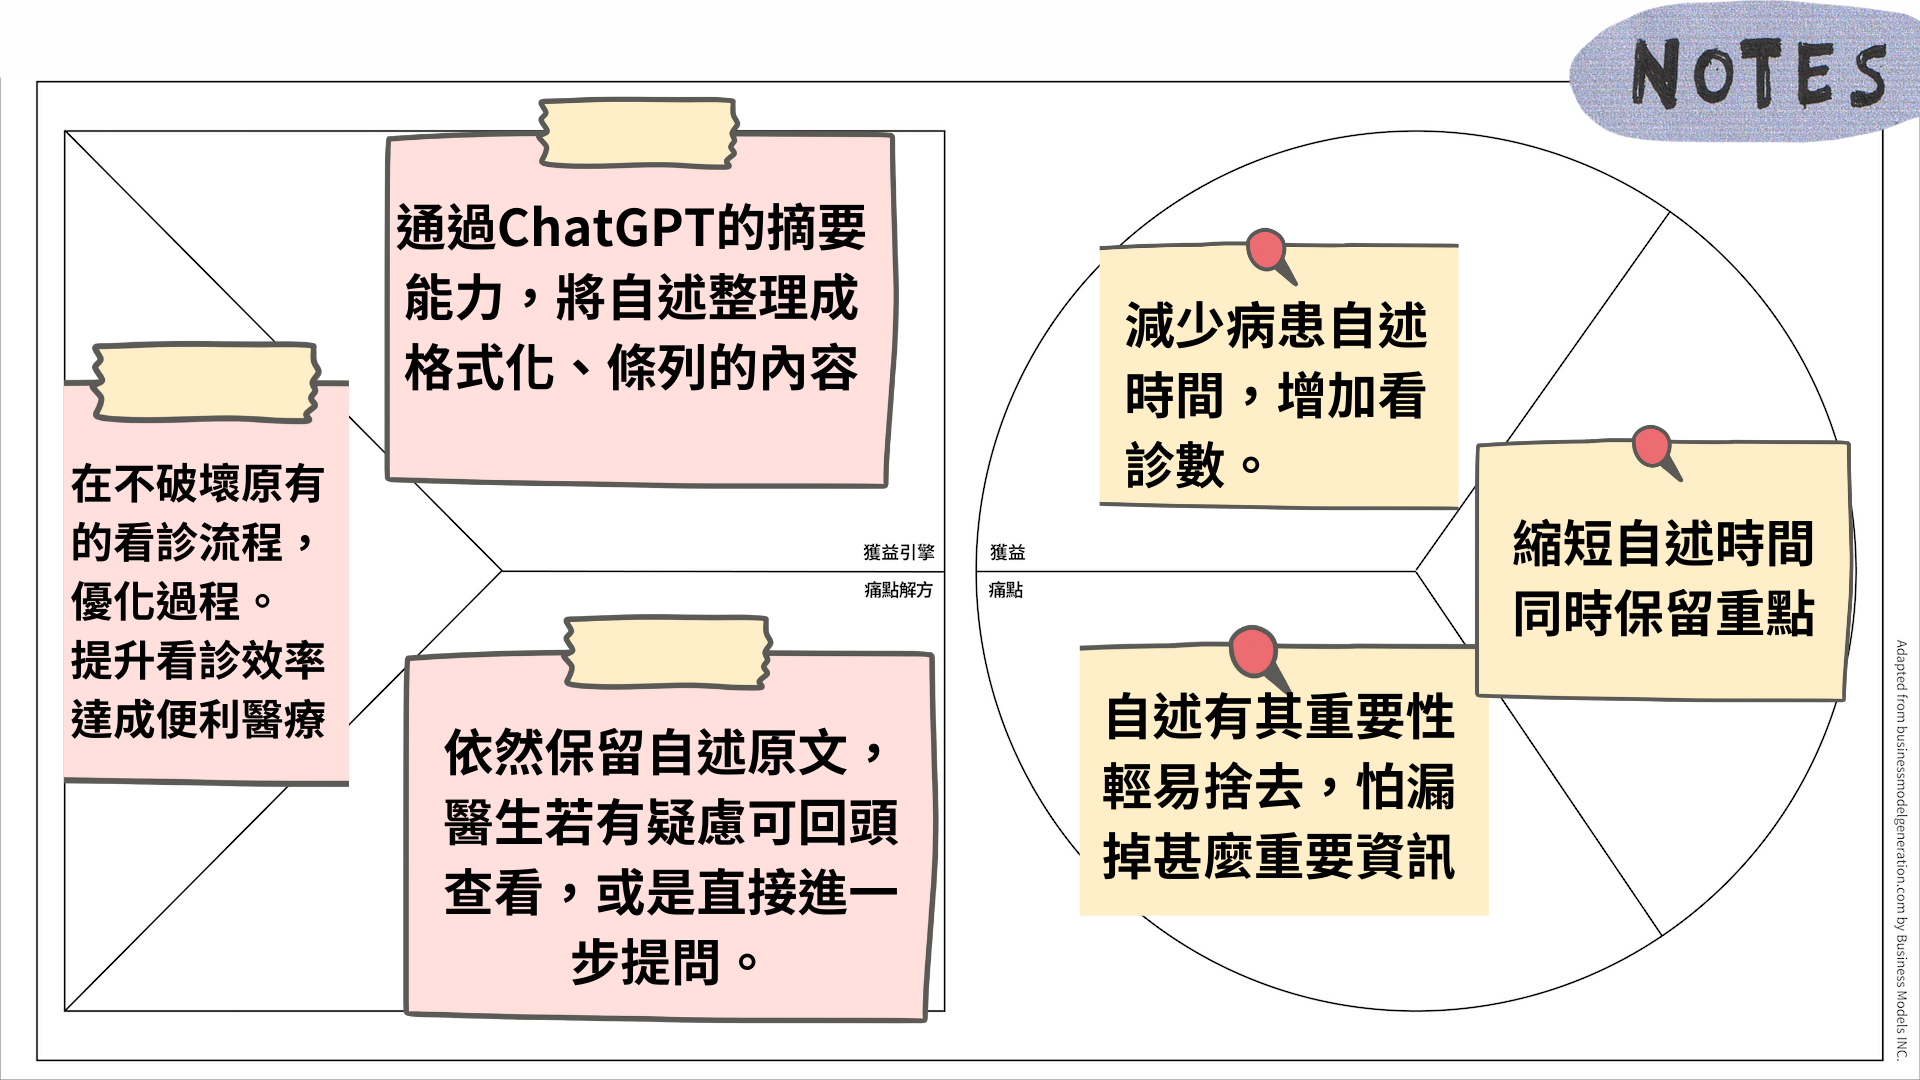 NOTES
通過ChatGPT的摘要
能力，將自述整理成
格式化、條列的內容
在不破壞原有
的看診流程，
優化過程。
提升看診效率
達成便利醫療
獲益引擎
痛點解方
依然保留自述原文，
醫生若有疑慮可回頭
查看，或是直接進一
步提問。
減少病患自述
時間，增加看
診數。
獲益
痛點
縮短自述時間
同時保留重點
自述有其重要性
輕易捨去，怕漏
掉甚麼重要資訊
Adapted from businessmodelgeneration.com by Business Models INC.